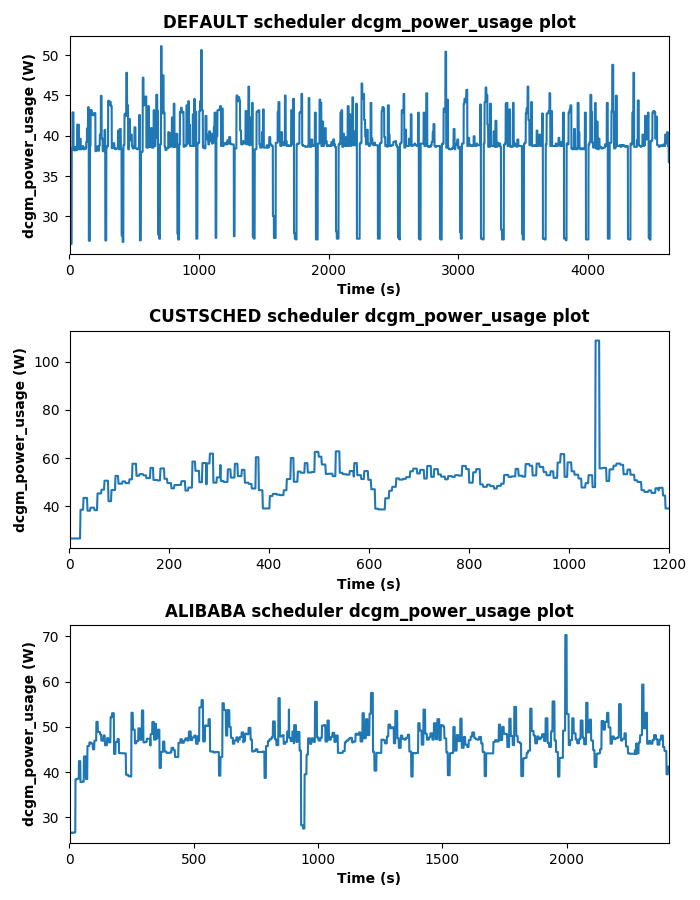 DEFAULT scheduler dcgm_power_usage plot
dcgm_power_usage (W)
50
45
40
35
30
0 1000 2000 3000 4000
Time (s)
CUSTSCHED scheduler dcgm_power_usage plot
dcgm_power_usage (W)
100
80
60
40
0 200 400 600 800 1000 1200
Time (s)
ALIBABA scheduler dcgm_power_usage plot
dcgm_power_usage (W)
70
60
50
40
30
0 500 1000 1500 2000
Time (s)